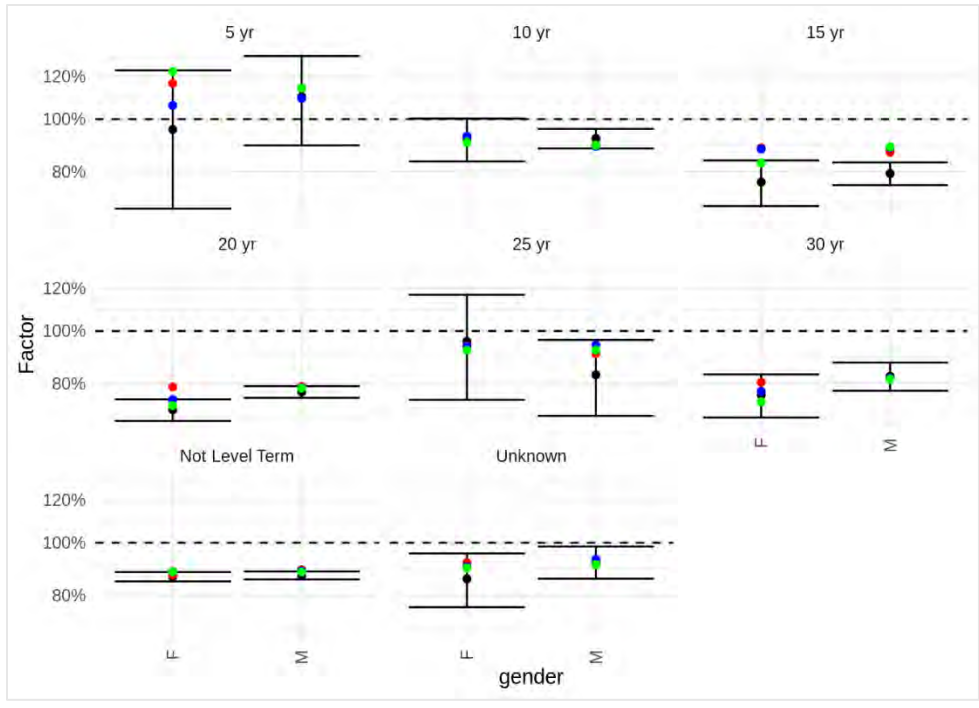 5 yr 10 yr 15 yr
120%
100%
80%
20 yr 25 yr 30 yr
120%
100%
80%
F M
Not Level Term Unknown
120%
100%
80%
F M F M
Factor
gender